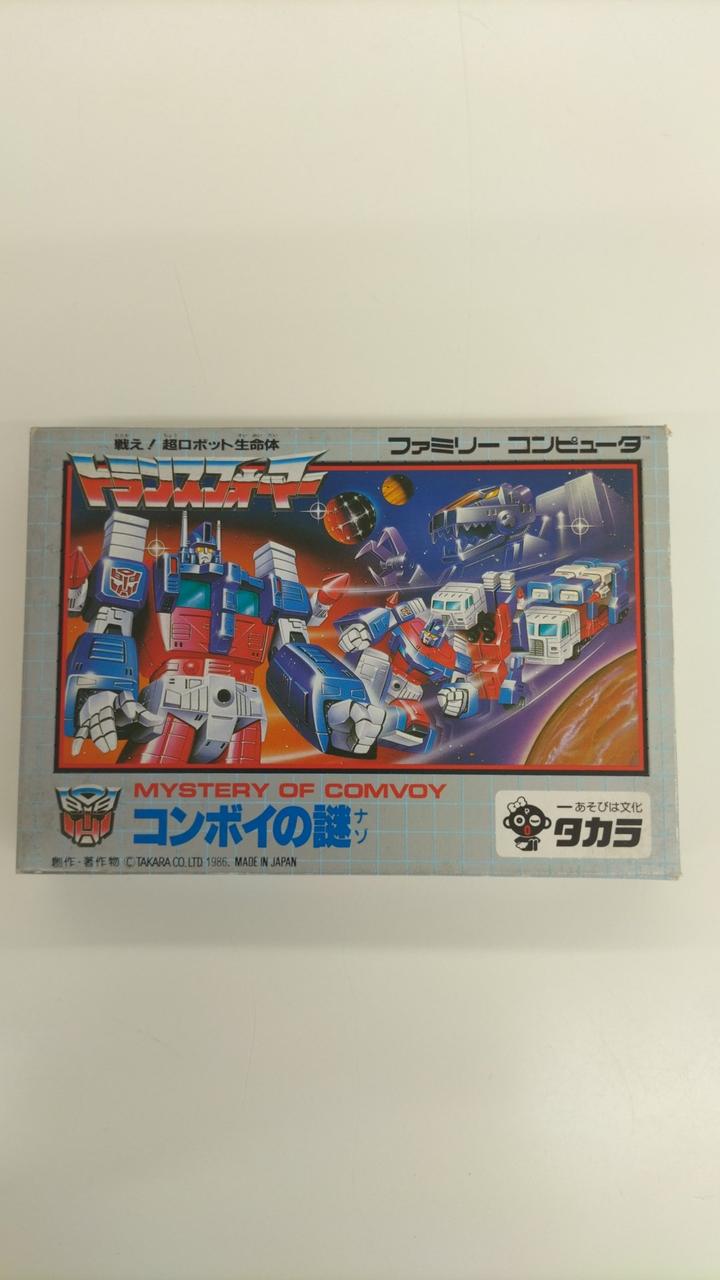 戦え!超ロボット生命体
トランスフォーマー
ファミリー コンピュータ™
MYSTERY OF COMVOY
コンボイの謎
ナゾ
創作・著作物 ©TAKARA CO.LTD 1986. MADE IN JAPAN
―あそびは文化
タカラ